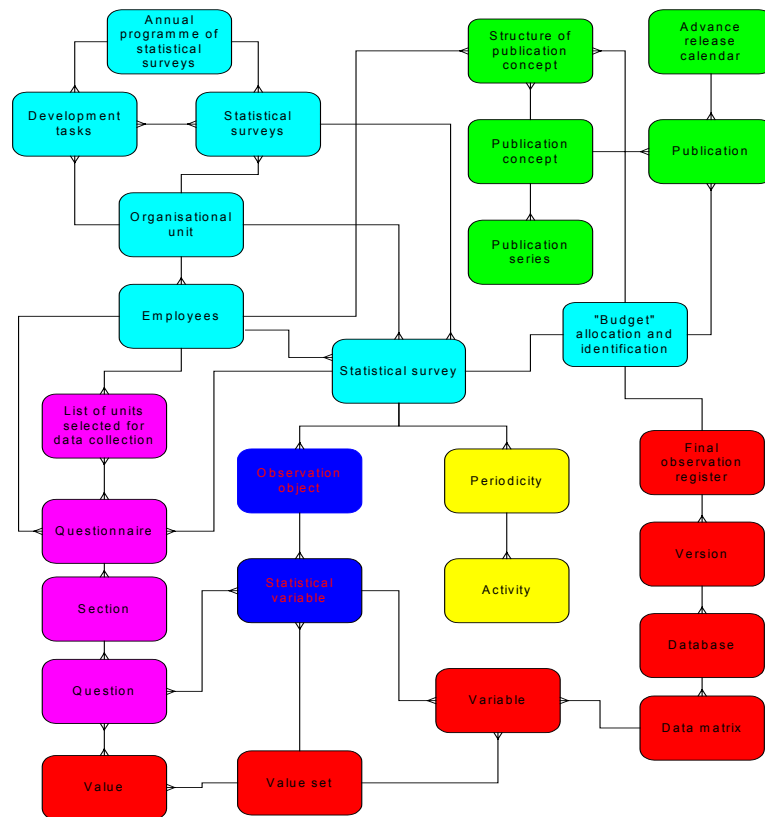 Annual
programme of
statistical
surveys
Structure of
publication
concept
Advance
release
calendar
Development
tasks
Statistical
surveys
Publication
concept
Publication
Organisational
unit
Publication
series
Employees
"Budget"
allocation and
identification
Statistical survey
List of units
selected for
data collection
Observation
object
Periodicity
Final
observation
register
Questionnaire
Version
Section
Statistical
variable
Activity
Database
Question
Variable
Data matrix
Value
Value set